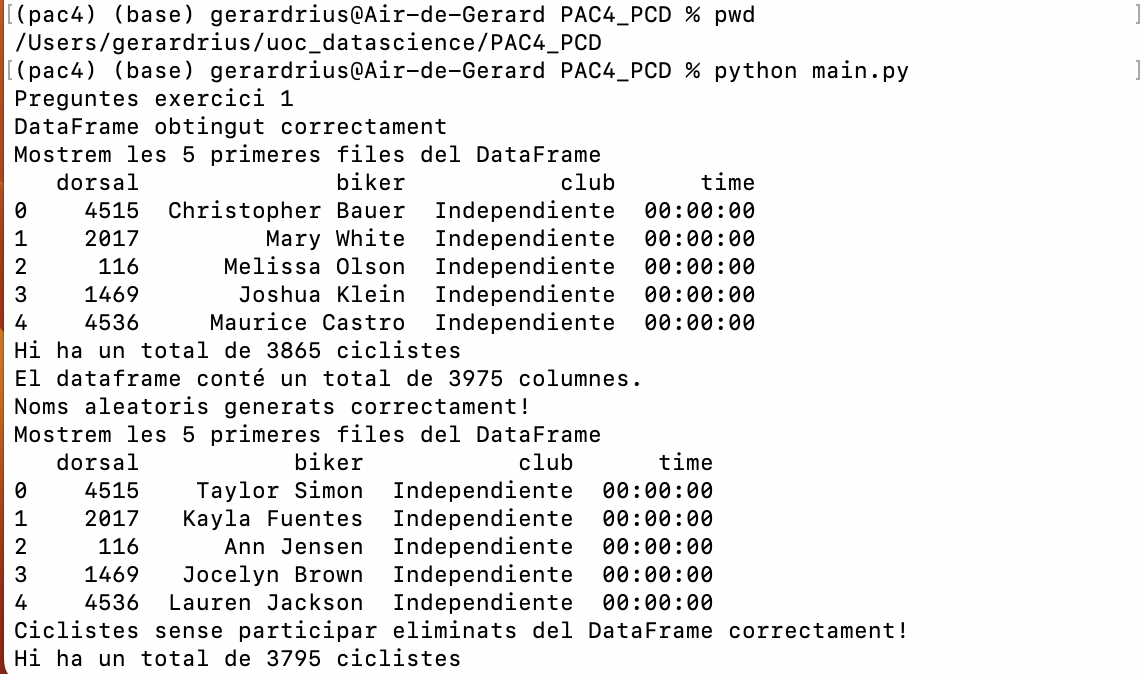 [(pac4) (base) gerardrius@Air-de-Gerard PAC4_PCD % pwd ]
/Users/gerardrius/uoc_datascience/PAC4_PCD
[(pac4) (base) gerardrius@Air-de-Gerard PAC4_PCD % python main.py ]
Preguntes exercici 1
DataFrame obtingut correctament
Mostrem les 5 primeres files del DataFrame
   dorsal              biker           club      time
0    4515  Christopher Bauer  Independiente  00:00:00
1    2017         Mary White  Independiente  00:00:00
2     116      Melissa Olson  Independiente  00:00:00
3    1469       Joshua Klein  Independiente  00:00:00
4    4536     Maurice Castro  Independiente  00:00:00
Hi ha un total de 3865 ciclistes
El dataframe conté un total de 3975 columnes.
Noms aleatoris generats correctament!
Mostrem les 5 primeres files del DataFrame
   dorsal           biker           club      time
0    4515    Taylor Simon  Independiente  00:00:00
1    2017   Kayla Fuentes  Independiente  00:00:00
2     116      Ann Jensen  Independiente  00:00:00
3    1469   Jocelyn Brown  Independiente  00:00:00
4    4536  Lauren Jackson  Independiente  00:00:00
Ciclistes sense participar eliminats del DataFrame correctament!
Hi ha un total de 3795 ciclistes